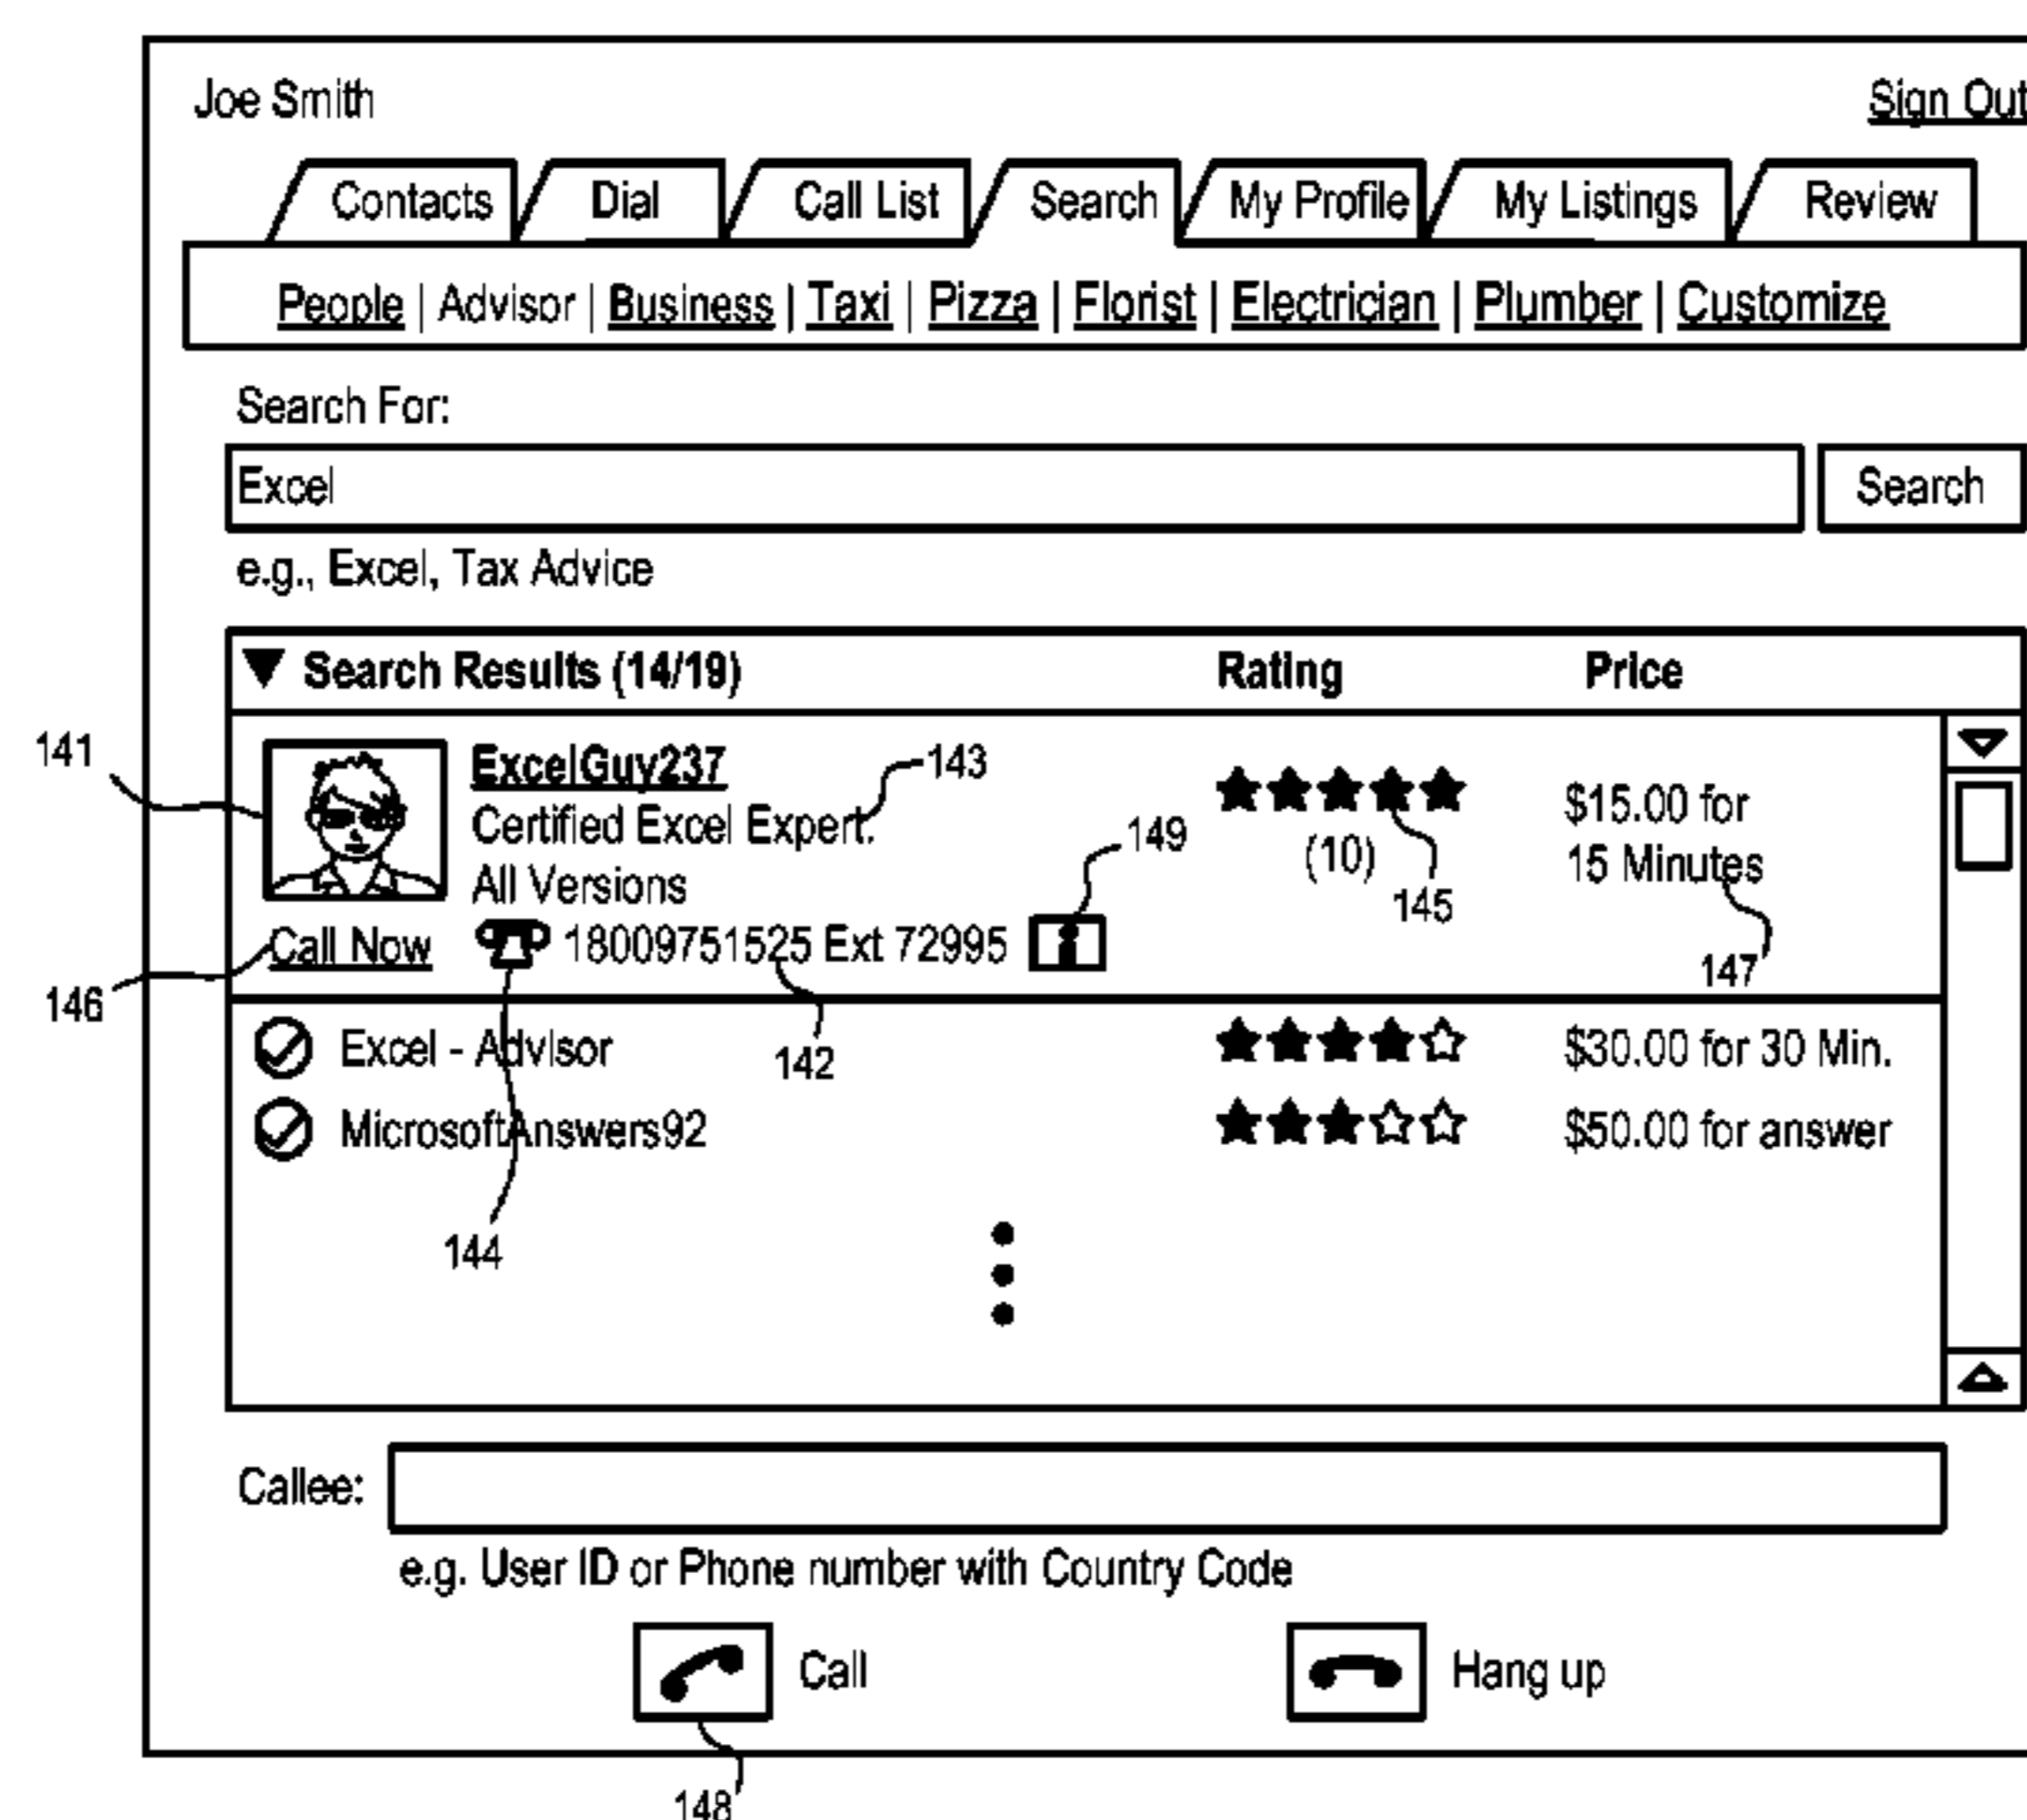 Joe Smith Sign Out
Contacts Dial Call List Search My Profile My Listings Review
People | Advisor | Business | Taxi | Pizza | Florist | Electrician | Plumber | Customize
Search For:
Excel Search
e.g., Excel, Tax Advice
Search Results (14/19) Rating Price
141 ExcelGuy237 143
Certified Excel Expert. 149 $15.00 for
All Versions (10) 145 15 Minutes
146 Call Now 18009751525 Ext 72995 147
Excel - Advisor 142 $30.00 for 30 Min.
MicrosoftAnswers92 $50.00 for answer
144
Callee:
e.g. User ID or Phone number with Country Code
Call Hang up
148